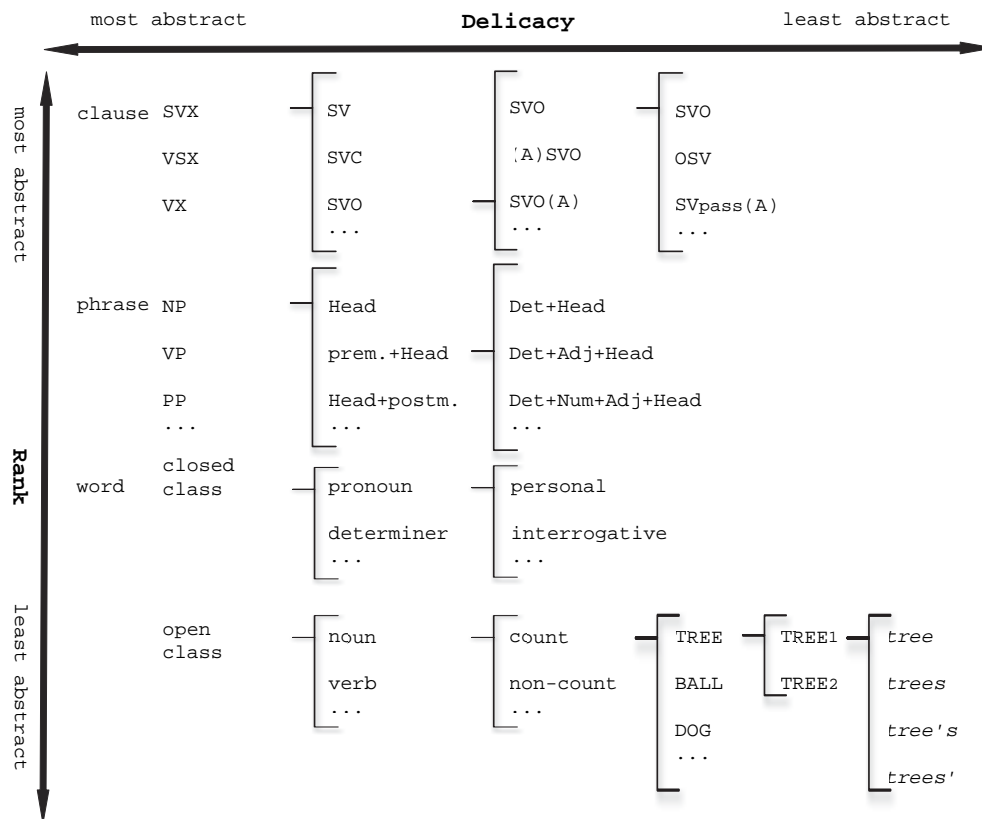 most abstract Delicacy least abstract
clause SVX SV SVO SVO
VSX SVC (A)SVO OSV
VX SVO SVO(A) SVpass(A)
... ... ...
most abstract
phrase NP Head Det+Head
VP prem.+Head Det+Adj+Head
PP Head+postm. Det+Num+Adj+Head
... ... ...
Rank
closed
word class pronoun personal
determiner interrogative
... ...
least abstract
open noun count TREE TREE1 tree
class
verb non-count BALL TREE2 trees
... ... DOG tree's
...
trees'